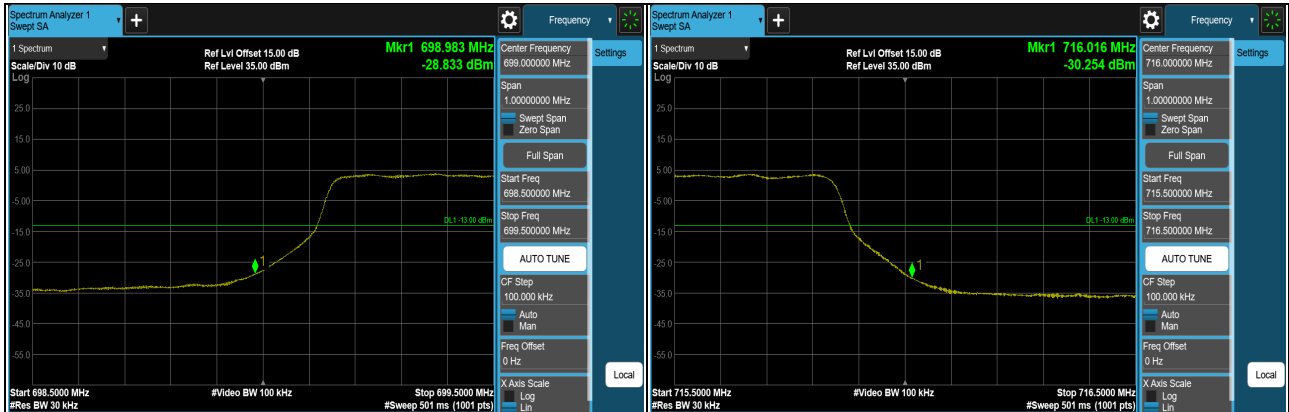 Spectrum Analyzer 1
Swept SA
Frequency
1 Spectrum
Scale/Div 10 dB
Ref Lvl Offset 15.00 dB
Ref Level 35.00 dBm
Mkr1 698.983 MHz
-28.833 dBm
Log
25.0
15.0
5.00
-5.00
-15.0
-25.0
-35.0
-45.0
-55.0
DL1 -13.00 dBm
1
Start 698.5000 MHz
#Res BW 30 kHz
#Video BW 100 kHz
Stop 699.5000 MHz
#Sweep 501 ms (1001 pts)
Center Frequency
699.000000 MHz
Span
1.00000000 MHz
Swept Span
Zero Span
Full Span
Start Freq
698.500000 MHz
Stop Freq
699.500000 MHz
AUTO TUNE
CF Step
100.000 kHz
Auto
Man
Freq Offset
0 Hz
X Axis Scale
Log
Lin
Settings
Local
Spectrum Analyzer 1
Swept SA
Frequency
1 Spectrum
Scale/Div 10 dB
Ref Lvl Offset 15.00 dB
Ref Level 35.00 dBm
Mkr1 716.016 MHz
-30.254 dBm
Log
25.0
15.0
5.00
-5.00
-15.0
-25.0
-35.0
-45.0
-55.0
DL1 -13.00 dBm
1
Start 715.5000 MHz
#Res BW 30 kHz
#Video BW 100 kHz
Stop 716.5000 MHz
#Sweep 501 ms (1001 pts)
Center Frequency
716.000000 MHz
Span
1.00000000 MHz
Swept Span
Zero Span
Full Span
Start Freq
715.500000 MHz
Stop Freq
716.500000 MHz
AUTO TUNE
CF Step
100.000 kHz
Auto
Man
Freq Offset
0 Hz
X Axis Scale
Log
Lin
Settings
Local